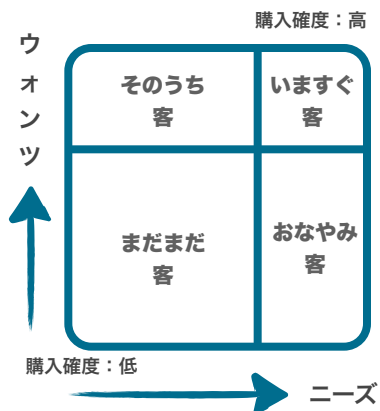 購入確度：高
ウォンツ
そのうち
客
いますぐ
客
まだまだ
客
おなやみ
客
購入確度：低
ニーズ